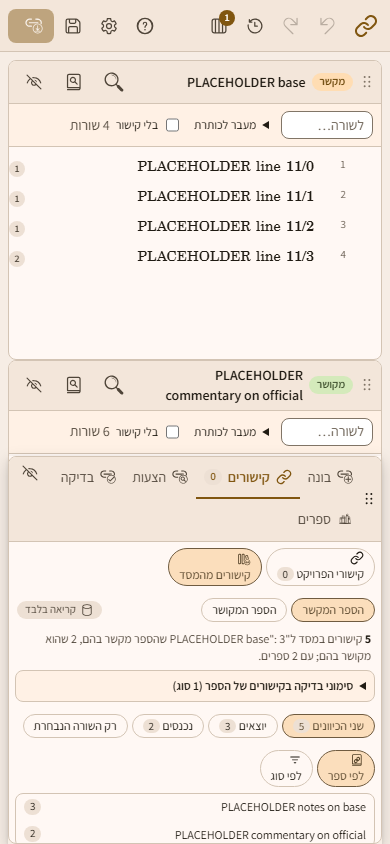 1
מקשר PLACEHOLDER base
לשורה... מעבר לכותרת ◀ בלי קישור 4 שורות
1 PLACEHOLDER line 11/0 1
2 PLACEHOLDER line 11/1 1
3 PLACEHOLDER line 11/2 1
4 PLACEHOLDER line 11/3 2
מקושר PLACEHOLDER
commentary on official
לשורה... מעבר לכותרת ◀ בלי קישור 6 שורות
בונה קישורים 0 הצעות בדיקה
ספרים
קישורי הפרויקט 0 קישורים מהמסד
הספר המקשר הספר המקושר קריאה בלבד
5 קישורים במסד ל"PLACEHOLDER base": 3 שהספר מקשר בהם, 2 שהוא
מקושר בהם; עם 2 ספרים.
◀ סימוני בדיקה בקישורים של הספר (1 סוג)
שני הכיוונים 5 יוצאים 3 נכנסים 2 רק השורה הנבחרת
לפי ספר לפי סוג
PLACEHOLDER notes on base 3
PLACEHOLDER commentary on official 2